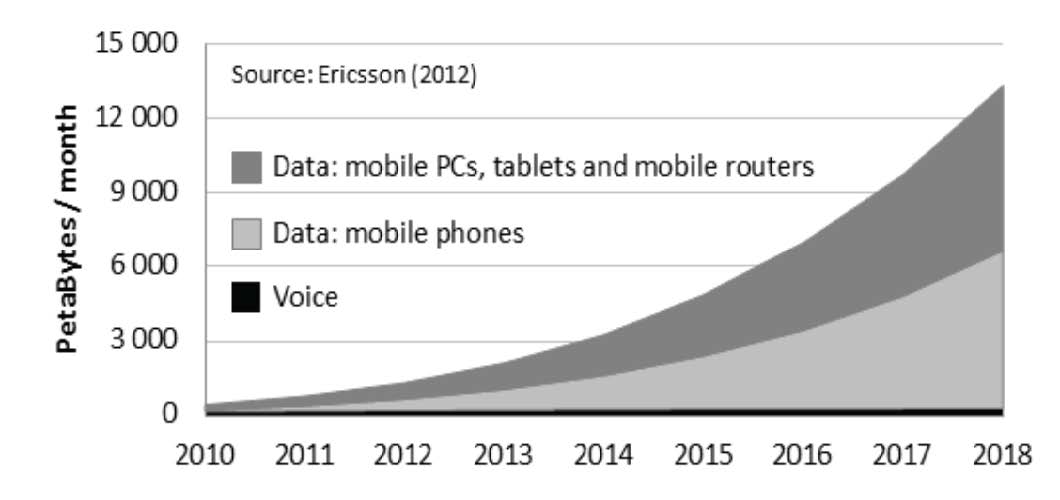 15 000
Source: Ericsson (2012)
12 000
Data: mobile PCs, tablets and mobile routers
9 000
Data: mobile phones
6 000
Voice
3 000
0
PetaBytes / month
2010 2011 2012 2013 2014 2015 2016 2017 2018